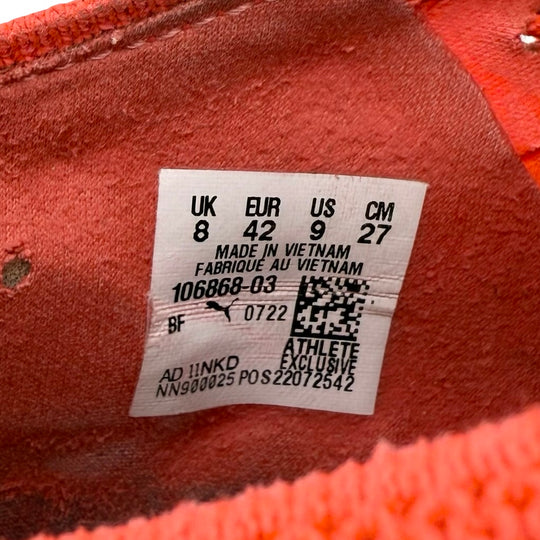 UK EUR US CM
8 42 9 27
MADE IN VIETNAM
FABRIQUÉ AU VIETNAM
106868-03
BF 0722
ATHLETE
EXCLUSIVE
AD 11NKD
NN900025 POS22072542